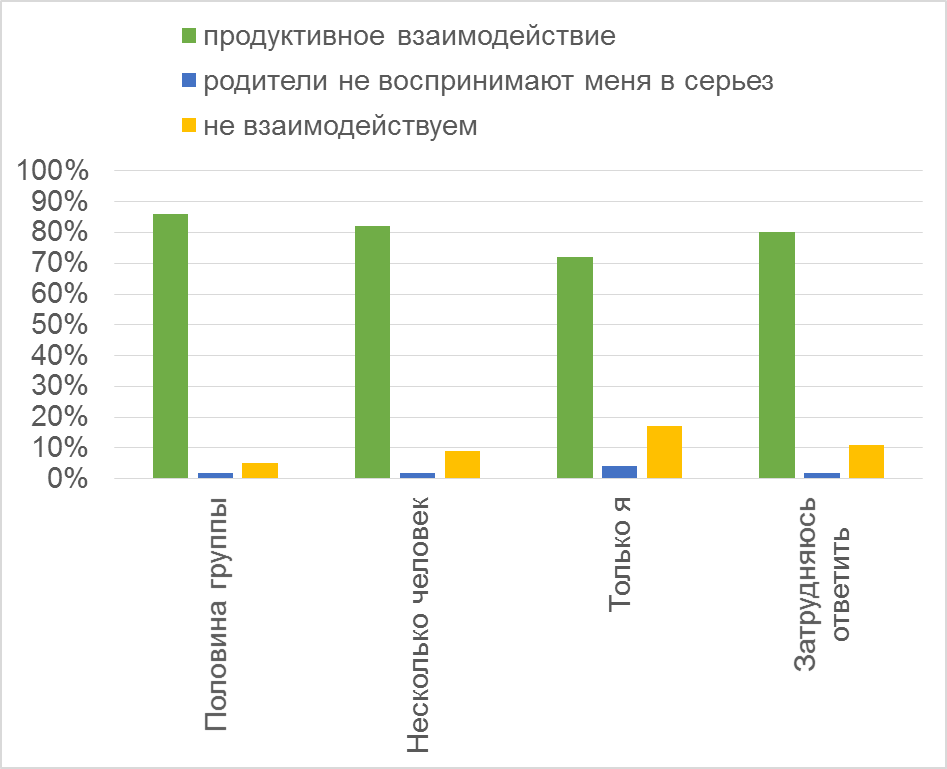 продуктивное взаимодействие
родители не воспринимают меня в серьез
не взаимодействуем
100%
90%
80%
70%
60%
50%
40%
30%
20%
10%
0%
Половина группы
Несколько человек
Только я
Затрудняюсь
ответить